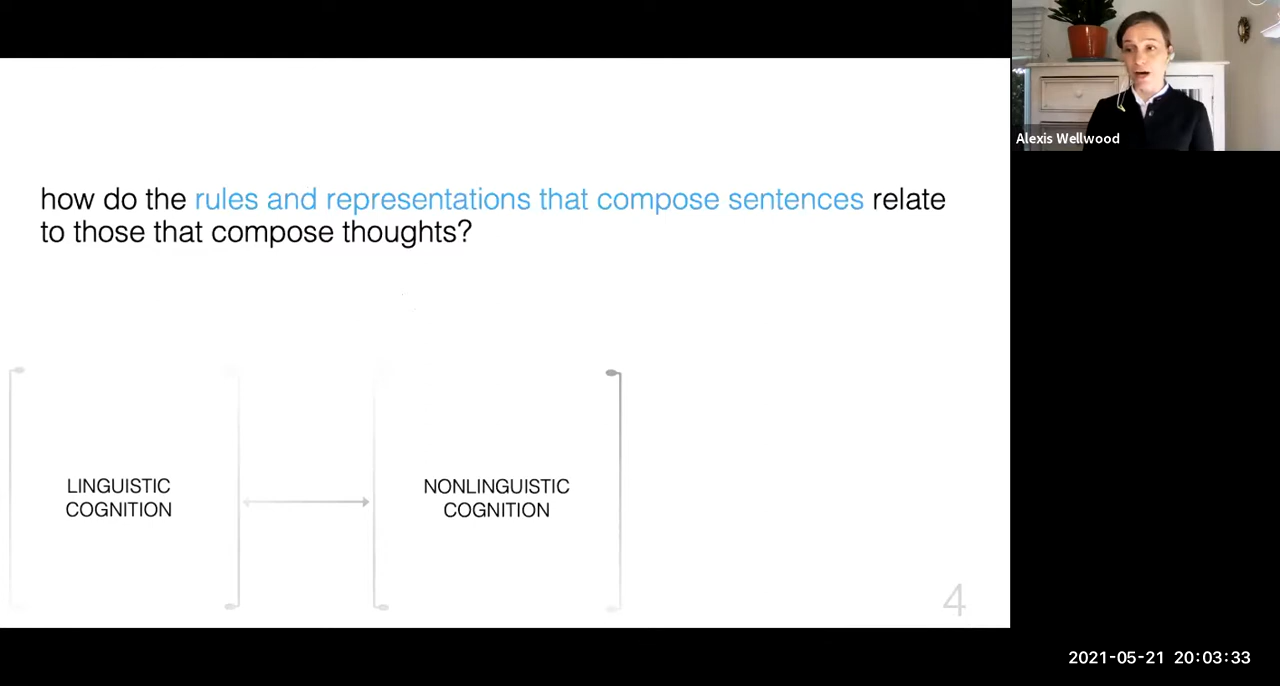 how do the rules and representations that compose sentences relate
to those that compose thoughts?
LINGUISTIC
COGNITION
NONLINGUISTIC
COGNITION
4
Alexis Wellwood
2021-05-21 20:03:33